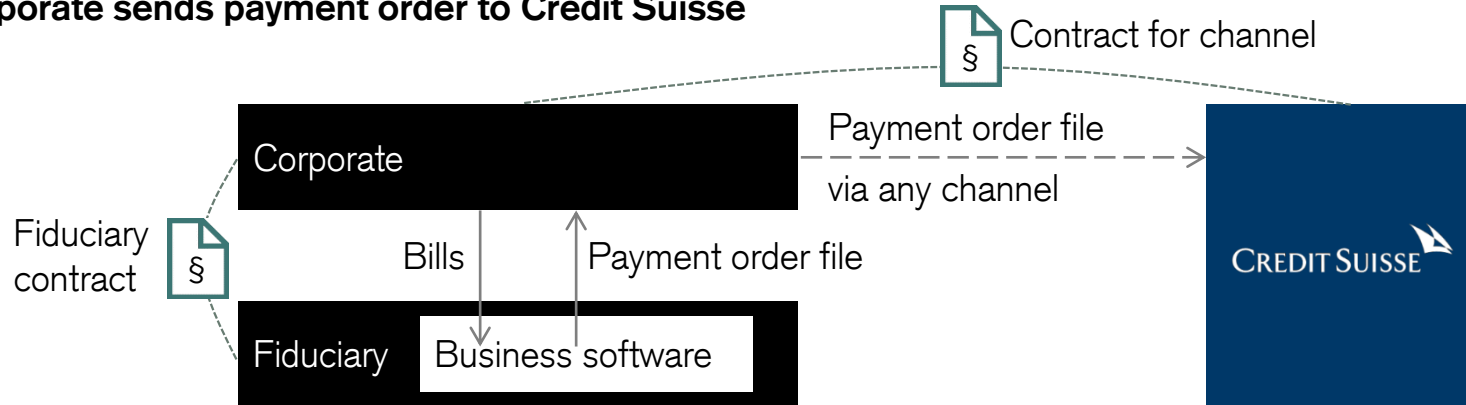 porate sends payment order to Credit Suisse
§
Contract for channel
Corporate
Payment order file
via any channel
Fiduciary
contract
§
Bills
Payment order file
CREDIT SUISSE
Fiduciary
Business software